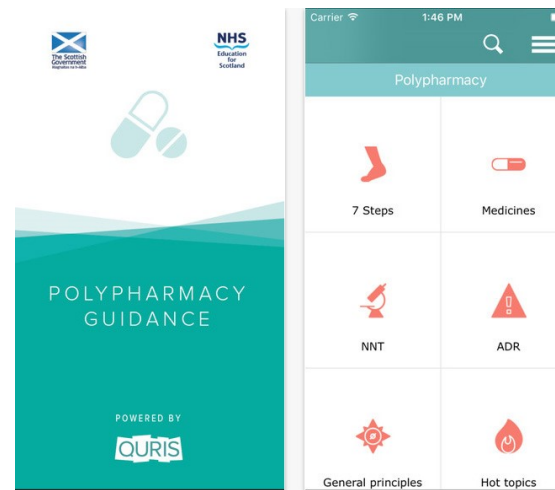 The Scottish
Government
NHS
Education
for
Scotland
POLYPHARMACY
GUIDANCE
POWERED BY
QURIS
Carrier
1:46 PM
Polypharmacy
7 Steps
Medicines
NNT
ADR
General principles
Hot topics